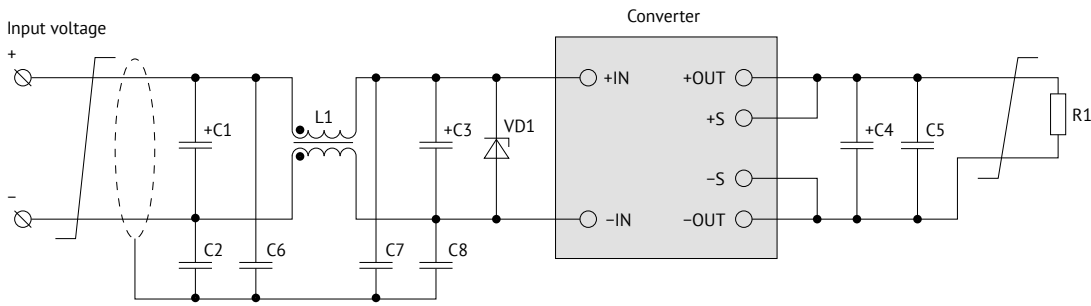 Converter
Input voltage
+
+IN
+OUT
+S
R1
L1
+C1
+C3
VD1
+C4
C5
−S
−
−IN
−OUT
C2
C6
C7
C8